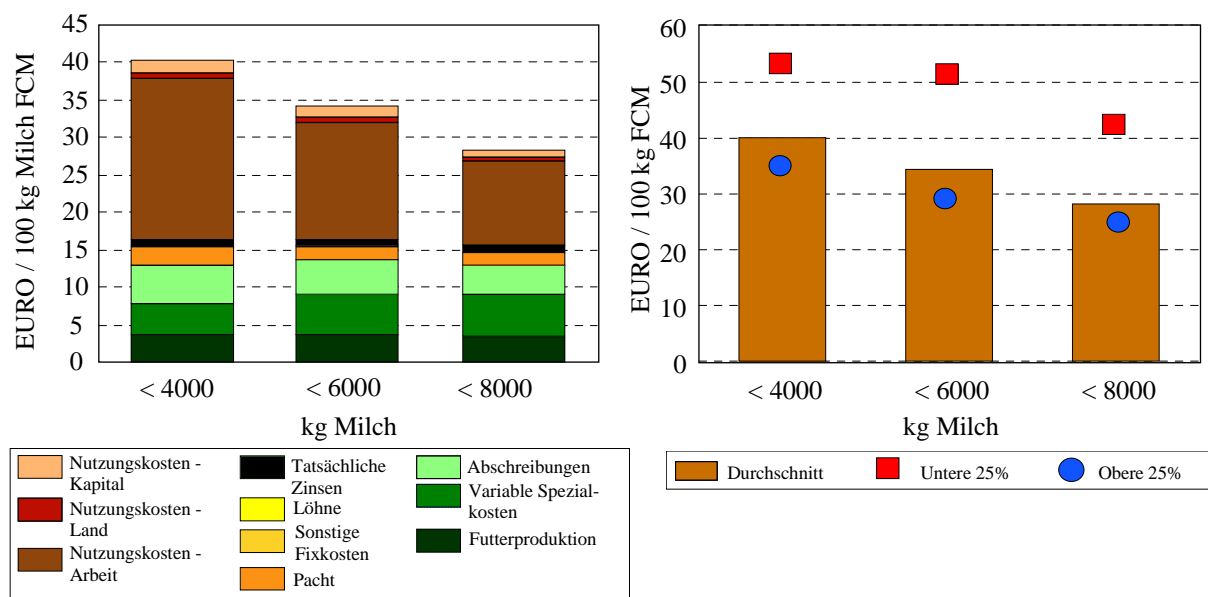 EURO / 100 kg Milch FCM
45
40
35
30
25
20
15
10
5
0
< 4000
< 6000
< 8000
kg Milch
Nutzungskosten -
Kapital
Nutzungskosten -
Land
Nutzungskosten -
Arbeit
Tatsächliche
Zinsen
Löhne
Sonstige
Fixkosten
Pacht
Abschreibungen
Variable Spezial-
kosten
Futterproduktion
EURO / 100 kg FCM
60
50
40
30
20
10
0
< 4000
< 6000
< 8000
kg Milch
Durchschnitt
Untere 25%
Obere 25%